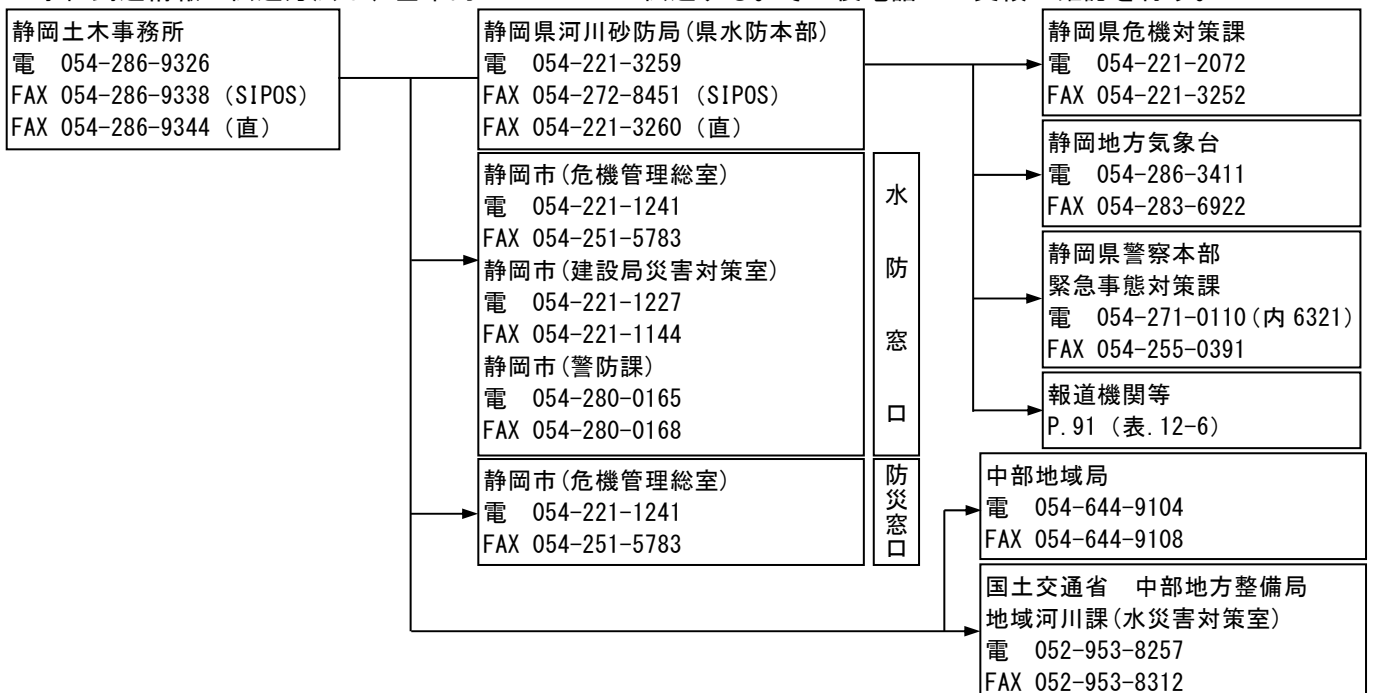 静岡土木事務所
電 054-286-9326
FAX 054-286-9338 (SIPOS)
FAX 054-286-9344 (直)
静岡県河川砂防局(県水防本部)
電 054-221-3259
FAX 054-272-8451 (SIPOS)
FAX 054-221-3260 (直)
静岡市(危機管理総室)
電 054-221-1241
FAX 054-251-5783
静岡市(建設局災害対策室)
電 054-221-1227
FAX 054-221-1144
静岡市(警防課)
電 054-280-0165
FAX 054-280-0168
水防窓口
静岡市(危機管理総室)
電 054-221-1241
FAX 054-251-5783
防災窓口
静岡県危機対策課
電 054-221-2072
FAX 054-221-3252
静岡地方気象台
電 054-286-3411
FAX 054-283-6922
静岡県警察本部
緊急事態対策課
電 054-271-0110(内 6321)
FAX 054-255-0391
報道機関等
P.91 (表.12-6)
中部地域局
電 054-644-9104
FAX 054-644-9108
国土交通省 中部地方整備局
地域河川課(水災害対策室)
電 052-953-8257
FAX 052-953-8312